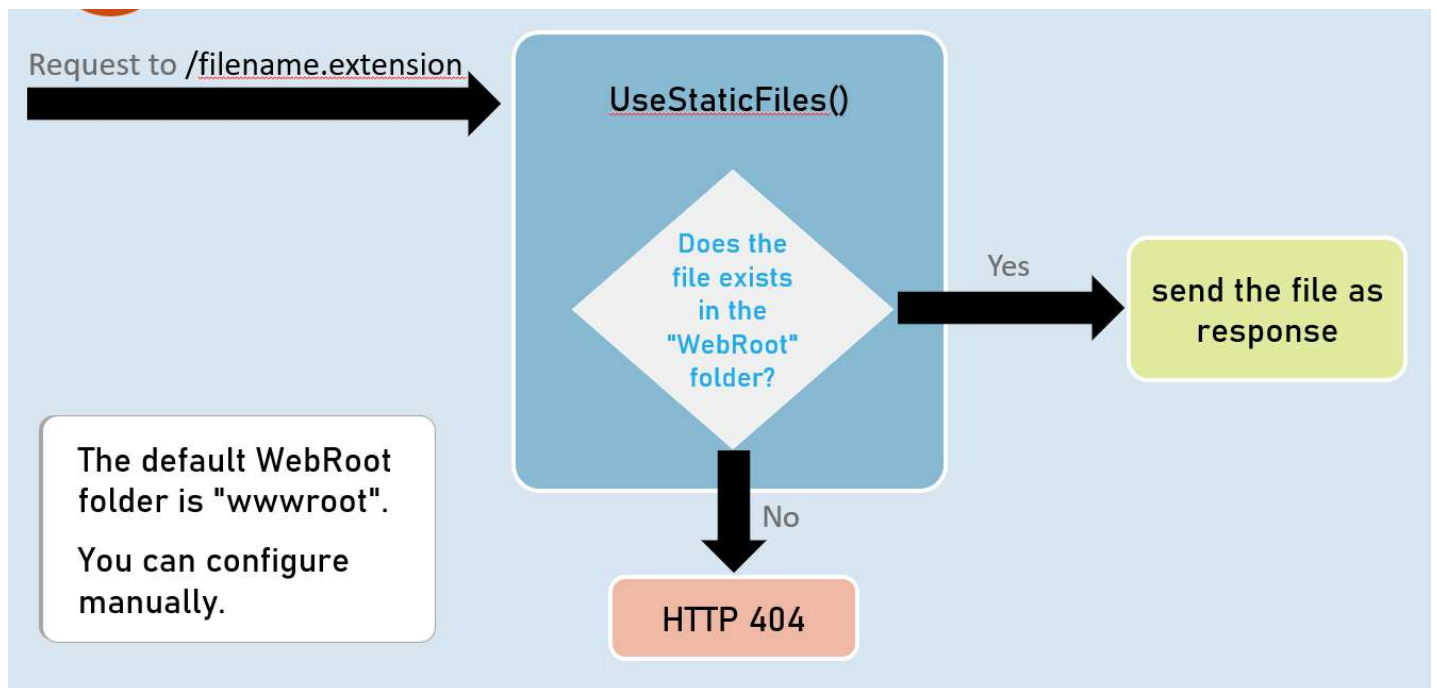 Request to /filename.extension
UseStaticFiles()
Does the
file exists
in the
"WebRoot"
folder?
Yes
send the file as
response
No
HTTP 404
The default WebRoot
folder is "wwwroot".
You can configure
manually.